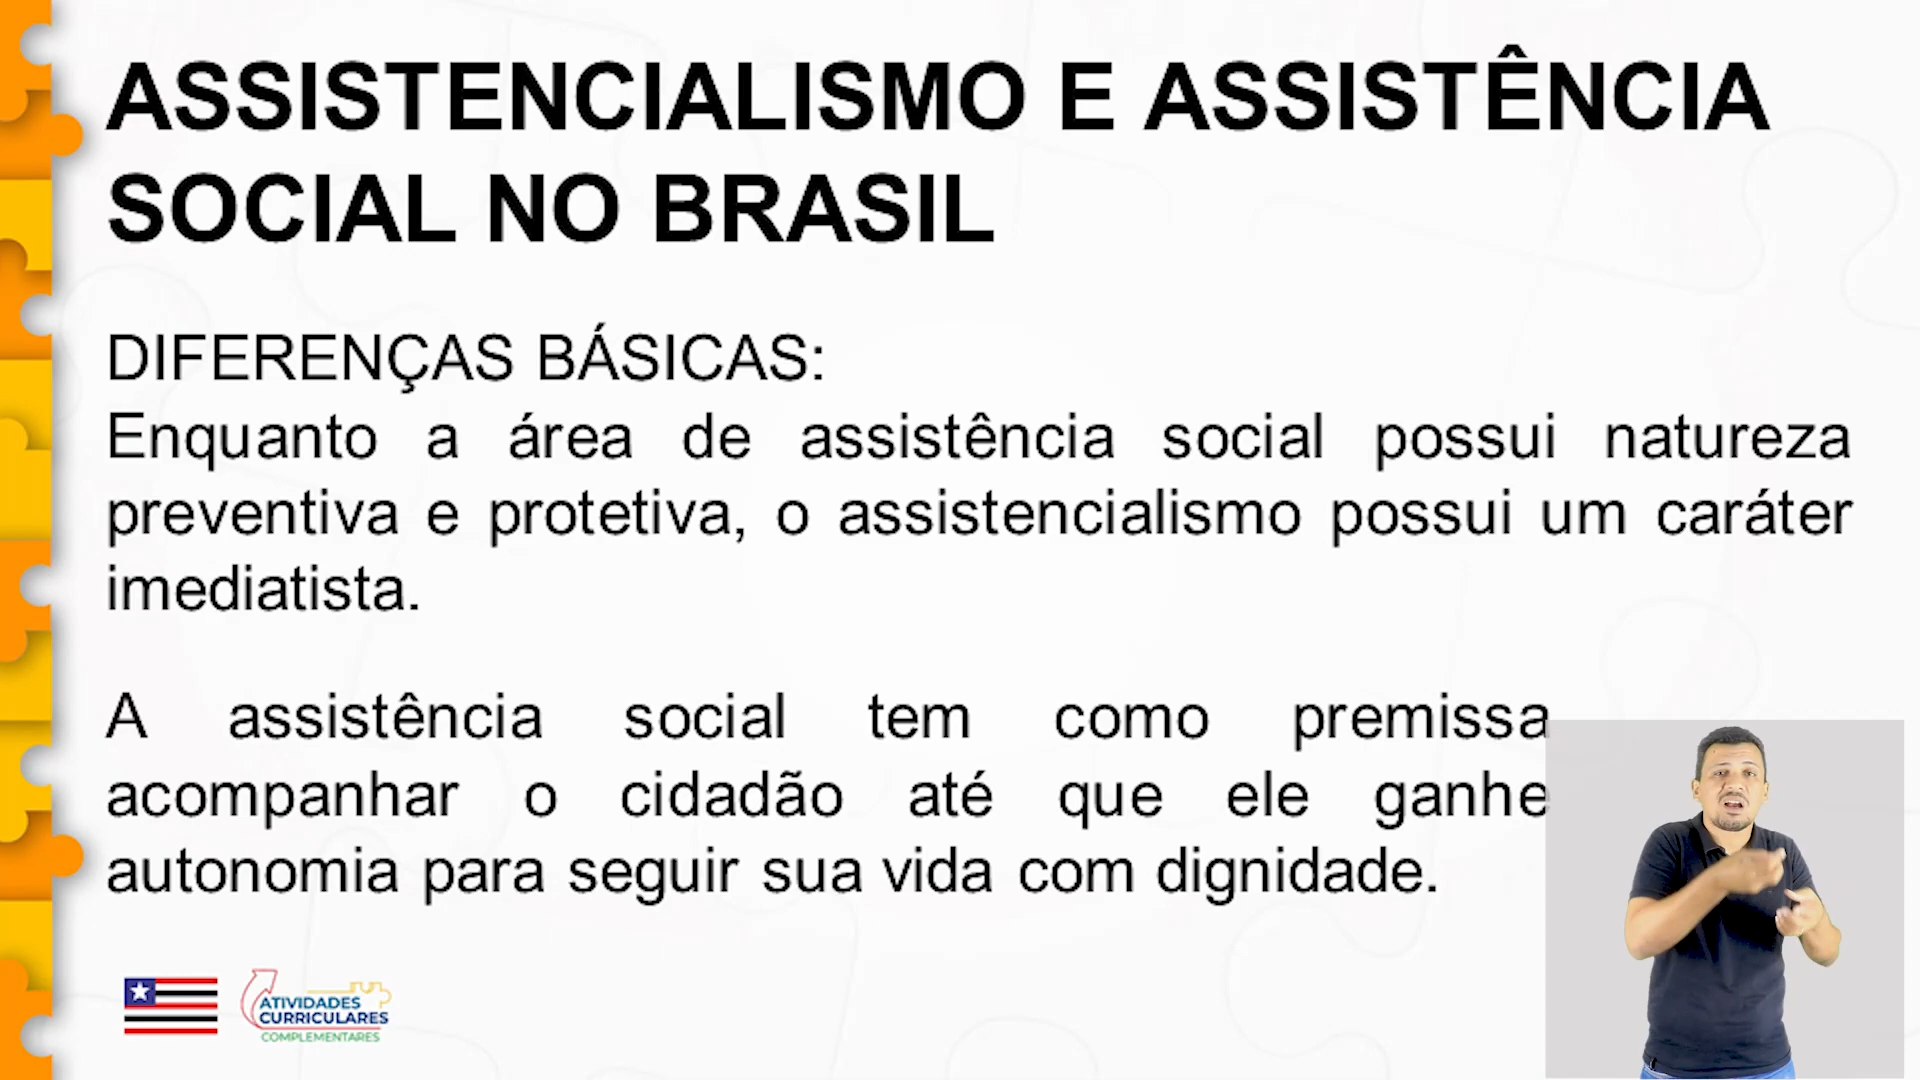 ASSISTENCIALISMO E ASSISTÊNCIA
SOCIAL NO BRASIL
DIFERENÇAS BÁSICAS:
Enquanto a área de assistência social possui natureza
preventiva e protetiva, o assistencialismo possui um caráter
imediatista.
A assistência social tem como premissa
acompanhar o cidadão até que ele ganhe
autonomia para seguir sua vida com dignidade.
ATIVIDADES
CURRICULARES
COMPLEMENTARES